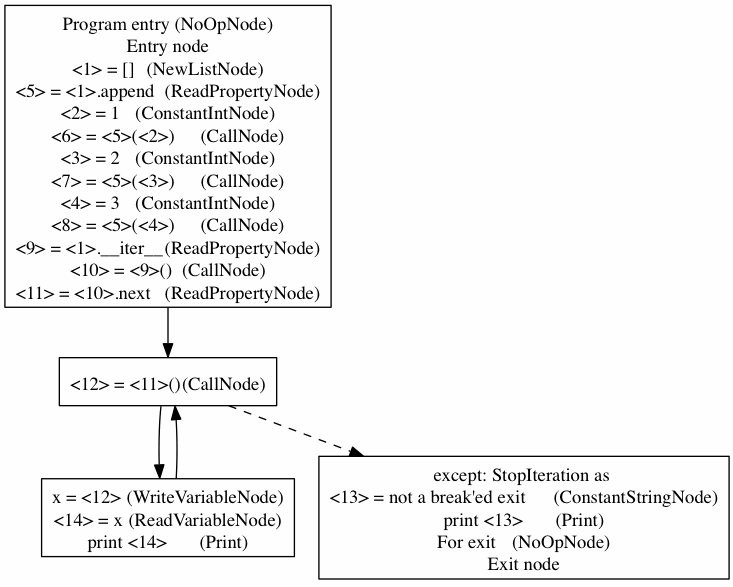 Program entry (NoOpNode)
Entry node
<1> = [] (NewListNode)
<5> = <1>.append (ReadPropertyNode)
<2> = 1 (ConstantIntNode)
<6> = <5>(<2>) (CallNode)
<3> = 2 (ConstantIntNode)
<7> = <5>(<3>) (CallNode)
<4> = 3 (ConstantIntNode)
<8> = <5>(<4>) (CallNode)
<9> = <1>.__iter__(ReadPropertyNode)
<10> = <9>() (CallNode)
<11> = <10>.next (ReadPropertyNode)
<12> = <11>()(CallNode)
x = <12> (WriteVariableNode)
<14> = x (ReadVariableNode)
print <14> (Print)
except: StopIteration as
<13> = not a break'ed exit (ConstantStringNode)
print <13> (Print)
For exit (NoOpNode)
Exit node